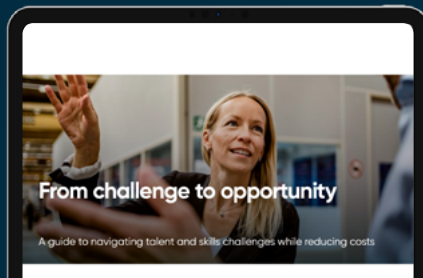 From challenge to opportunity
A guide to navigating talent and skills challenges while reducing costs